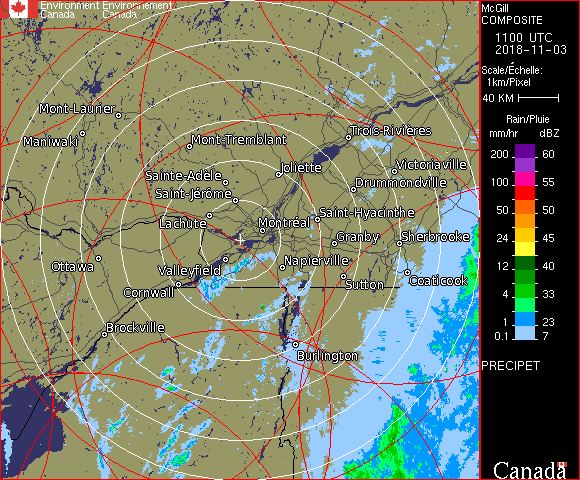 Environment Environnement
Canada Canada
McGill
COMPOSITE
1100 UTC
2018-11-03
Scale/Échelle:
1km/Pixel
40 KM
Rain/Pluie
mm/hr dBZ
200 60
100 55
50 50
24 45
12 40
4 33
1 23
0.1 7
PRECIPET
Canada
Mont-Laurier
Maniwaki
Mont-Tremblant
Trois-Rivières
Sainte-Adèle
Joliette
Victoriaville
Saint-Jérôme
Drummondville
Lachute
Montréal
Saint-Hyacinthe
Granby
Sherbrooke
Ottawa
Valleyfield
Napierville
Cornwall
Sutton
Coaticook
Brockville
Burlington